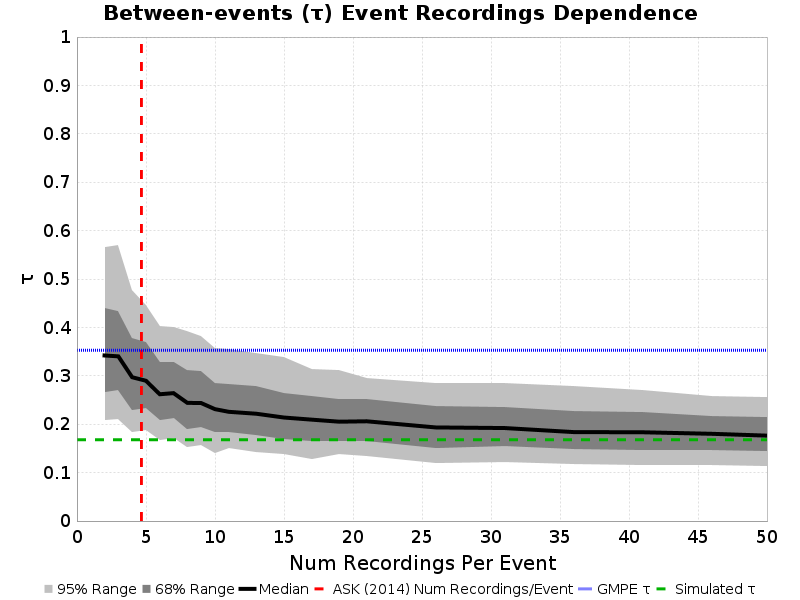 Between-events (τ) Event Recordings Dependence
1
0.9
0.8
0.7
0.6
0.5
0.4
0.3
0.2
0.1
0
τ
0 5 10 15 20 25 30 35 40 45 50
Num Recordings Per Event
95% Range 68% Range Median ASK (2014) Num Recordings/Event GMPE τ Simulated τ